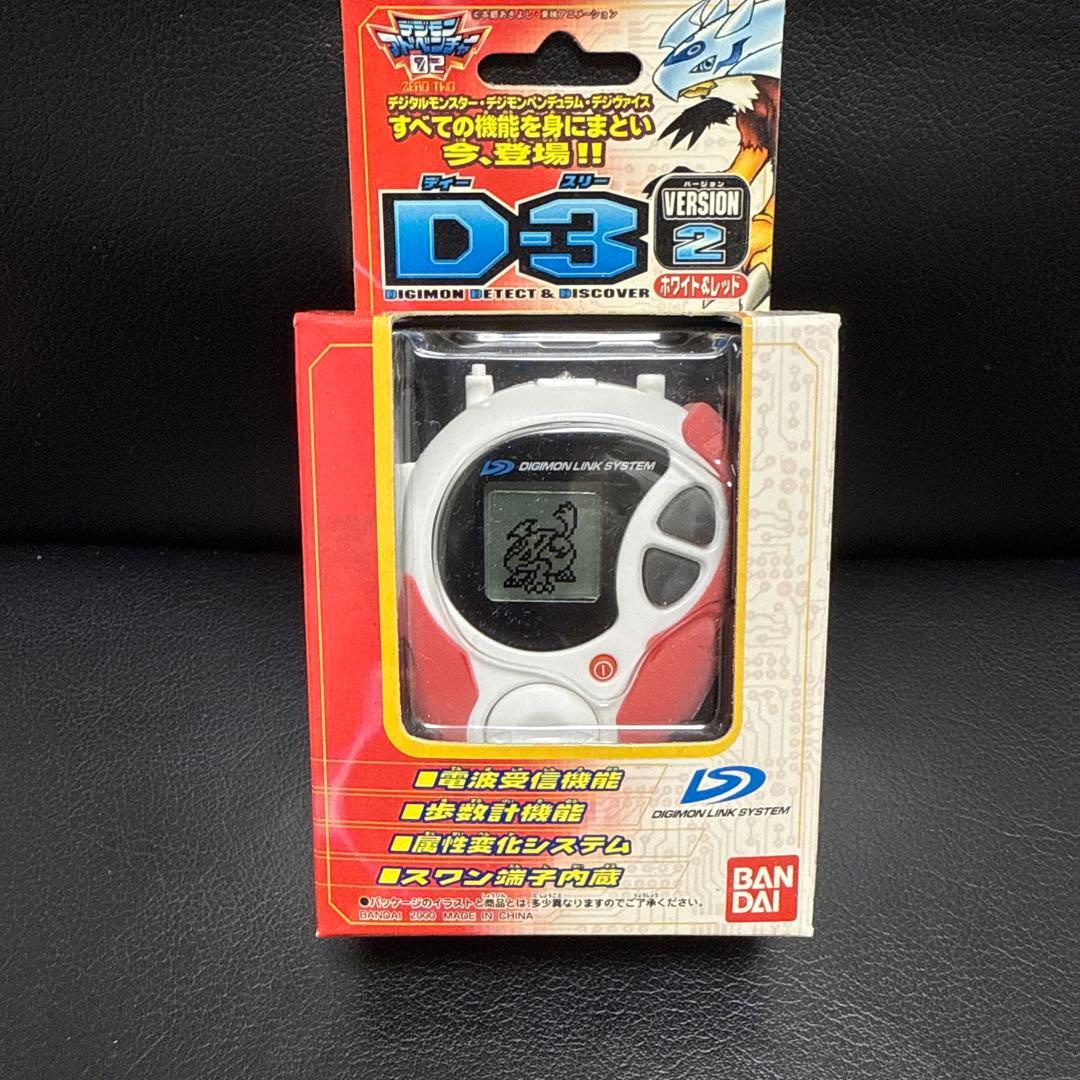 ©本郷あきよし・東映アニメーション
デジモン
アドベンチャー
02
ZERO TWO
デジタルモンスター・デジモンペンデュラム・デジヴァイス
すべての機能を身にまとい
今、登場!!
ディー スリー
D-3
DIGIMON DETECT & DISCOVER
バージョン
VERSION
2
ホワイト&レッド
DIGIMON LINK SYSTEM
■電波受信機能
■歩数計機能
■属性変化システム
■スワン端子内蔵
DIGIMON LINK SYSTEM
BAN
DAI
●パッケージのイラストと商品とは多少異なりますのでご了承ください。
BANDAI 2000 MADE IN CHINA